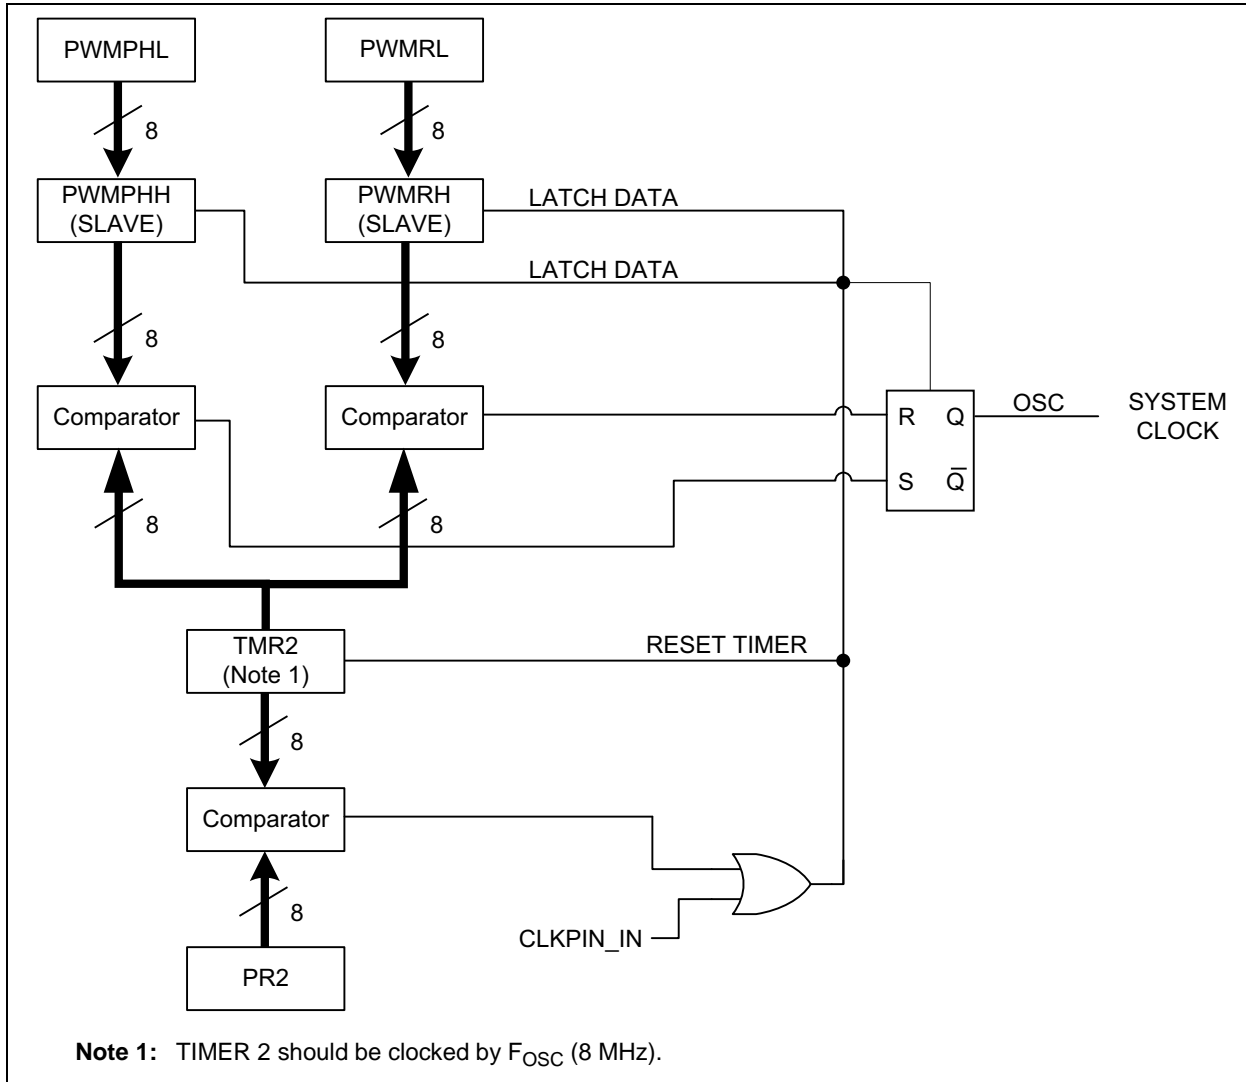 PWMPHL
PWMRL
8
8
PWMPHH
(SLAVE)
PWMRH
(SLAVE)
LATCH DATA
LATCH DATA
8
8
Comparator
Comparator
R Q
S Q̅
OSC
SYSTEM
CLOCK
8
8
TMR2
(Note 1)
RESET TIMER
8
Comparator
8
CLKPIN_IN
PR2
Note 1: TIMER 2 should be clocked by FOSC (8 MHz).